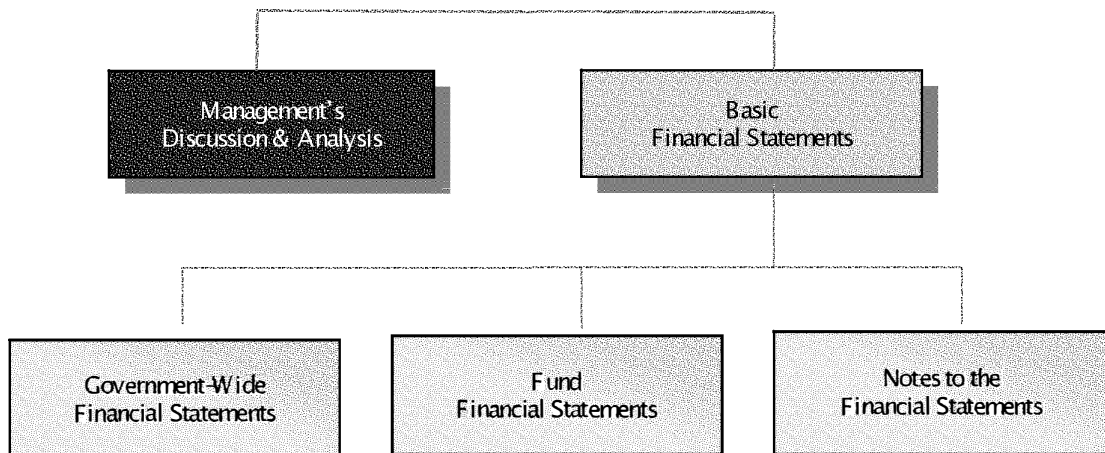 Management's
Discussion & Analysis
Basic
Financial Statements
Government-Wide
Financial Statements
Fund
Financial Statements
Notes to the
Financial Statements